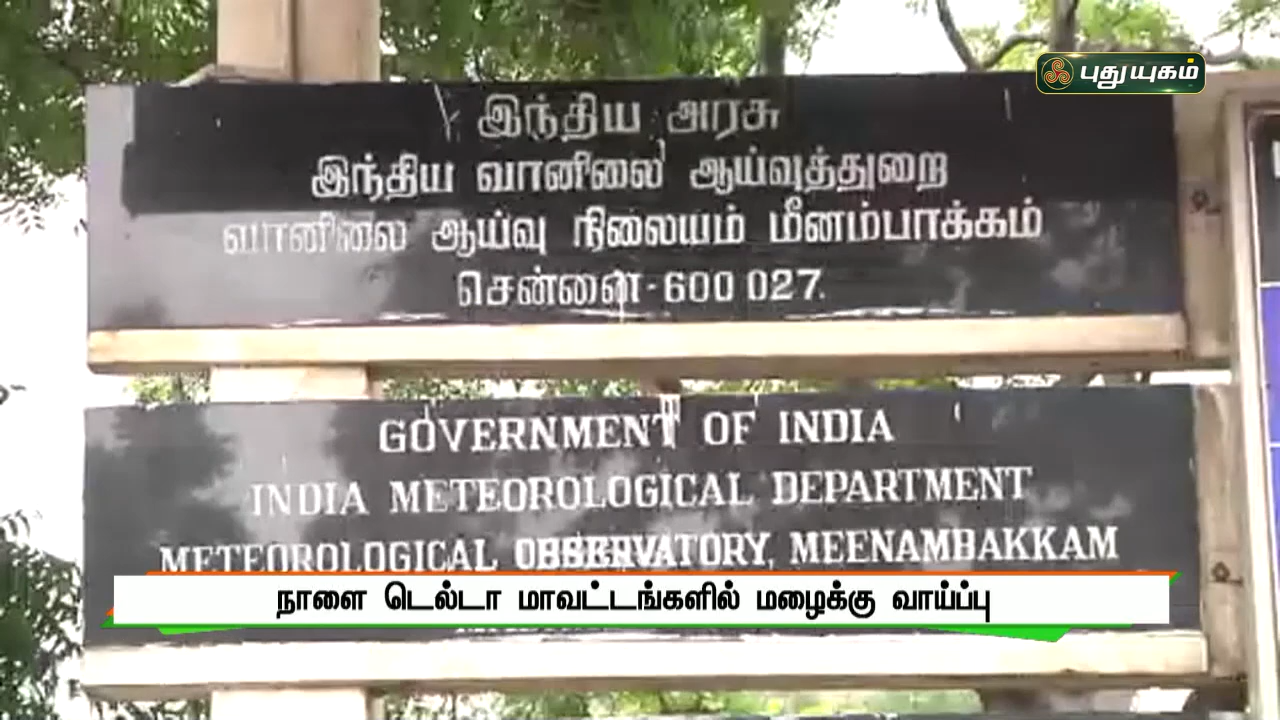 புதுயுகம்
இந்திய அரசு
இந்திய வானிலை ஆய்வுத்துறை
வானிலை ஆய்வு நிலையம் மீனம்பாக்கம்
சென்னை-600 027.
GOVERNMENT OF INDIA
INDIA METEOROLOGICAL DEPARTMENT
METEOROLOGICAL OBSERVATORY, MEENAMBAKKAM
நாளை டெல்டா மாவட்டங்களில் மழைக்கு வாய்ப்பு